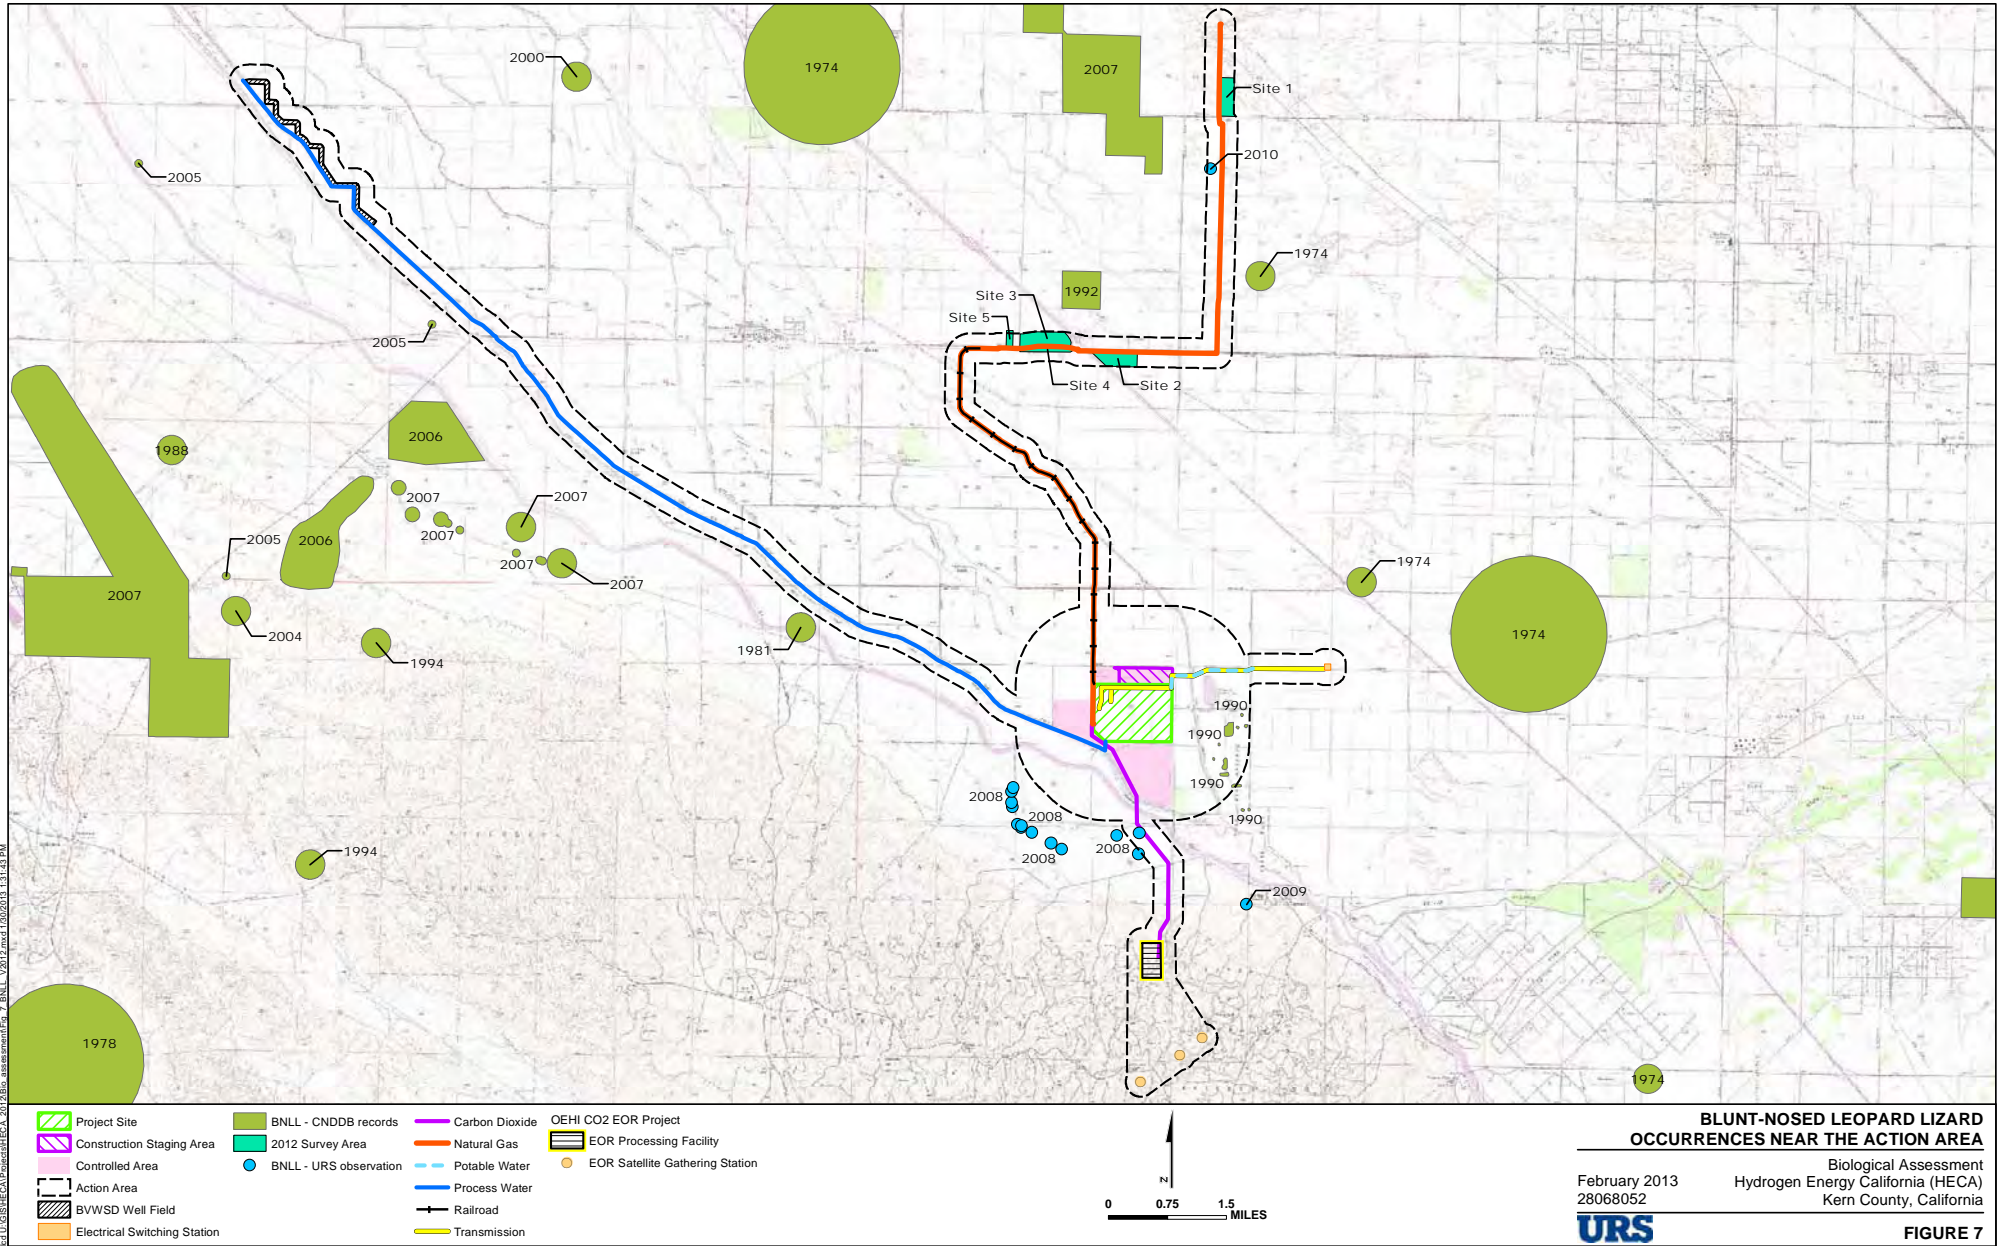 2000
1974
2007
Site 1
2010
2005
1974
1992
Site 3
Site 5
2005
Site 4
Site 2
2006
1988
2007
2007
2007
2005
2006
2007
2007
2007
1974
1974
2004
1994
1981
1990
1990
1990
1990
2008
2008
2008
2008
1994
2009
1978
1974
Project Site
Construction Staging Area
Controlled Area
Action Area
BVWSD Well Field
Electrical Switching Station
BNLL - CNDDB records
2012 Survey Area
BNLL - URS observation
Carbon Dioxide
Natural Gas
Potable Water
Process Water
Railroad
Transmission
OEHI CO2 EOR Project
EOR Processing Facility
EOR Satellite Gathering Station
N
0 0.75 1.5
MILES
BLUNT-NOSED LEOPARD LIZARD
OCCURRENCES NEAR THE ACTION AREA
Biological Assessment
February 2013 Hydrogen Energy California (HECA)
28068052 Kern County, California
URS
FIGURE 7